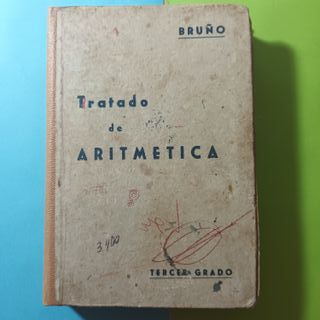 BRUÑO
Tratado
de
ARITMETICA
3.400
TERCER GRADO